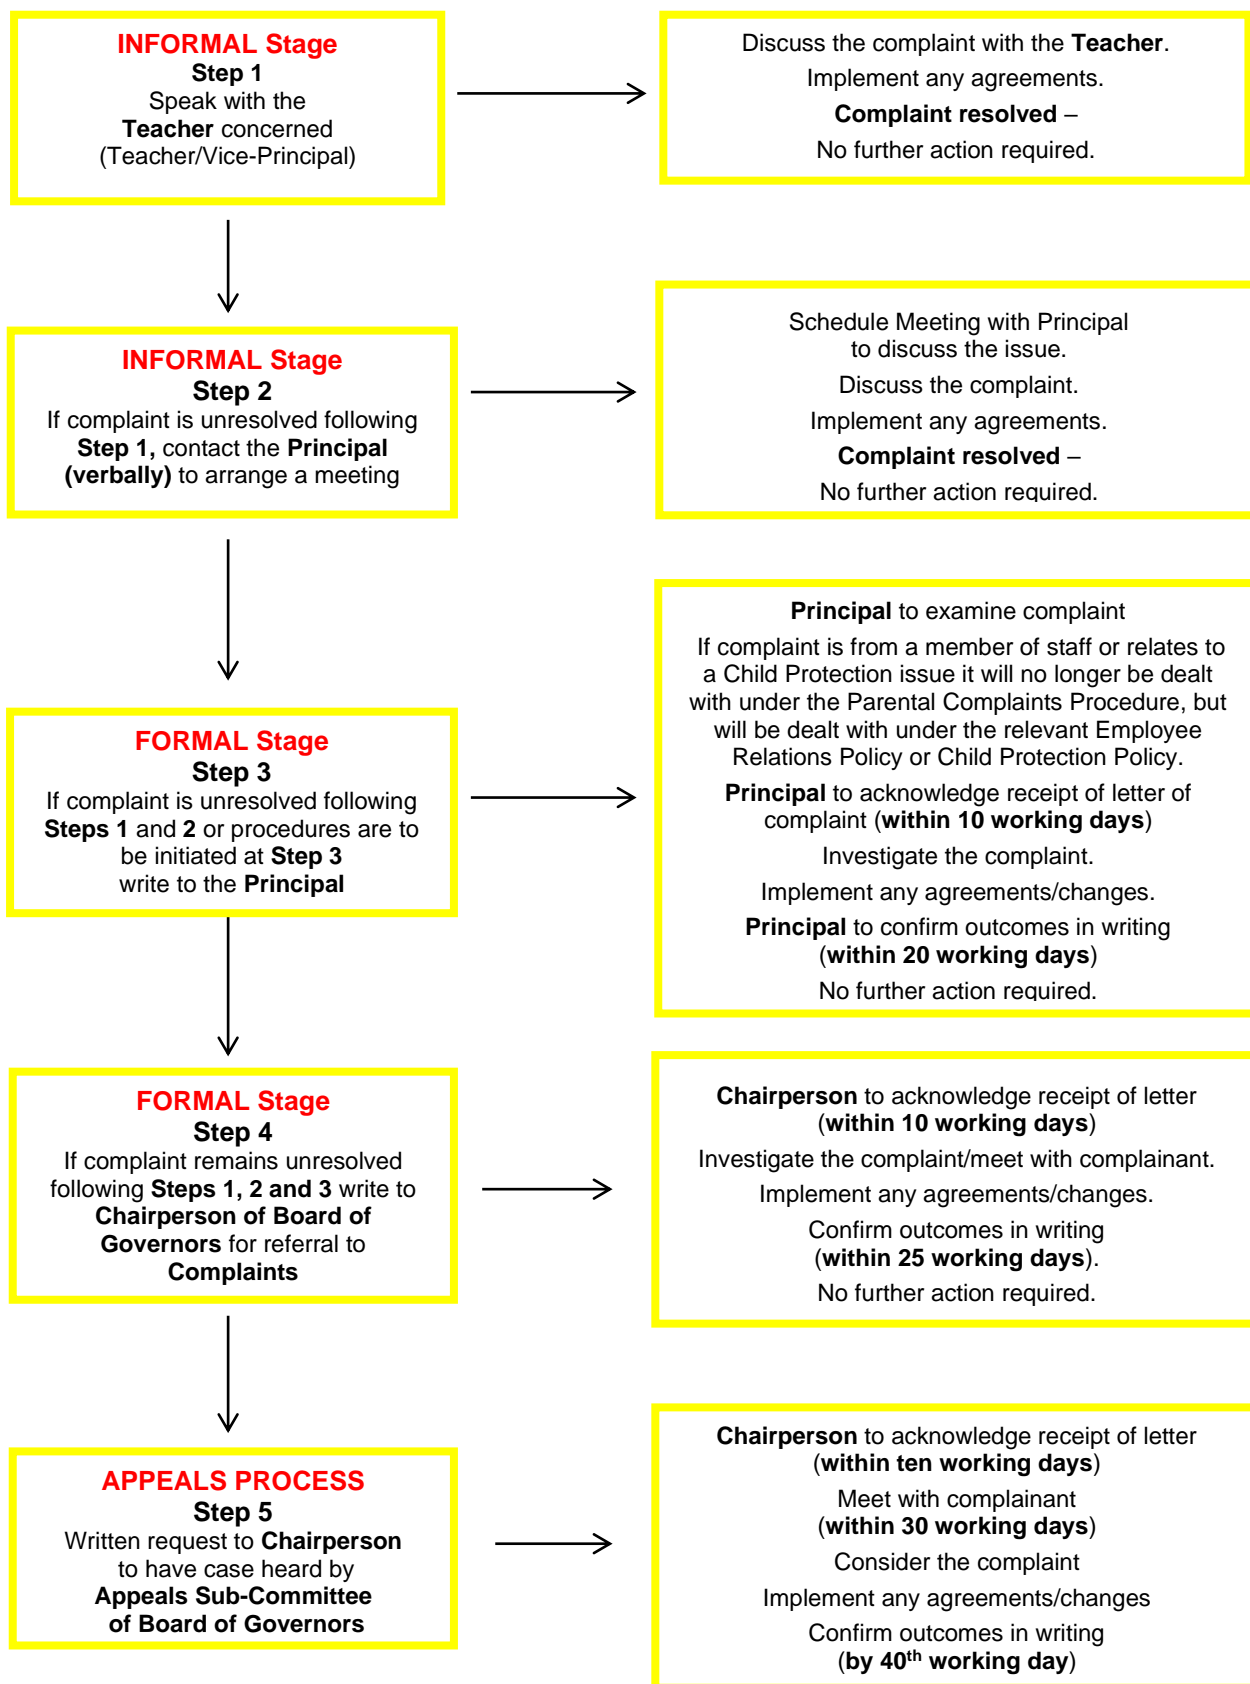 INFORMAL Stage
Step 1
Speak with the
Teacher concerned
(Teacher/Vice-Principal)
Discuss the complaint with the Teacher.
Implement any agreements.
Complaint resolved –
No further action required.
INFORMAL Stage
Step 2
If complaint is unresolved following
Step 1, contact the Principal
(verbally) to arrange a meeting
Schedule Meeting with Principal
to discuss the issue.
Discuss the complaint.
Implement any agreements.
Complaint resolved –
No further action required.
FORMAL Stage
Step 3
If complaint is unresolved following
Steps 1 and 2 or procedures are to
be initiated at Step 3
write to the Principal
Principal to examine complaint
If complaint is from a member of staff or relates to
a Child Protection issue it will no longer be dealt
with under the Parental Complaints Procedure, but
will be dealt with under the relevant Employee
Relations Policy or Child Protection Policy.
Principal to acknowledge receipt of letter of
complaint (within 10 working days)
Investigate the complaint.
Implement any agreements/changes.
Principal to confirm outcomes in writing
(within 20 working days)
No further action required.
FORMAL Stage
Step 4
If complaint remains unresolved
following Steps 1, 2 and 3 write to
Chairperson of Board of
Governors for referral to
Complaints
Chairperson to acknowledge receipt of letter
(within 10 working days)
Investigate the complaint/meet with complainant.
Implement any agreements/changes.
Confirm outcomes in writing
(within 25 working days).
No further action required.
APPEALS PROCESS
Step 5
Written request to Chairperson
to have case heard by
Appeals Sub-Committee
of Board of Governors
Chairperson to acknowledge receipt of letter
(within ten working days)
Meet with complainant
(within 30 working days)
Consider the complaint
Implement any agreements/changes
Confirm outcomes in writing
(by 40th working day)